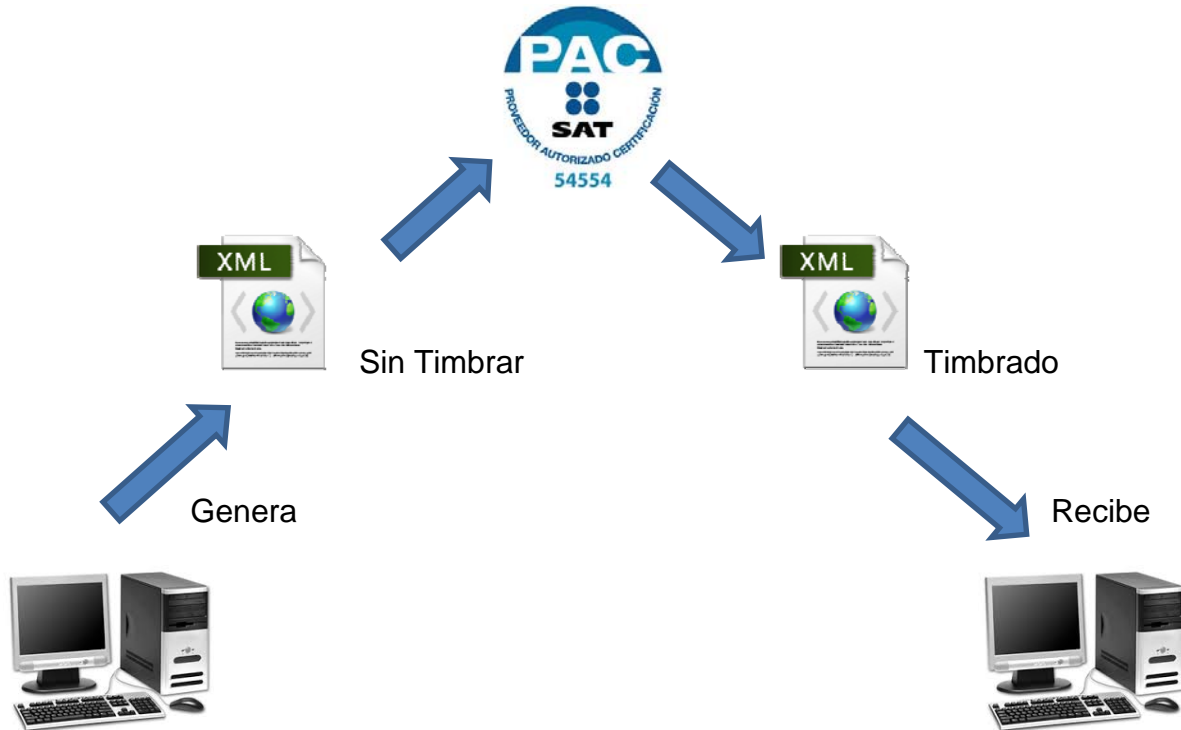 PAC
SAT
PROVEEDOR AUTORIZADO CERTIFICACIÓN
54554
XML
Sin Timbrar
XML
Timbrado
Genera
Recibe